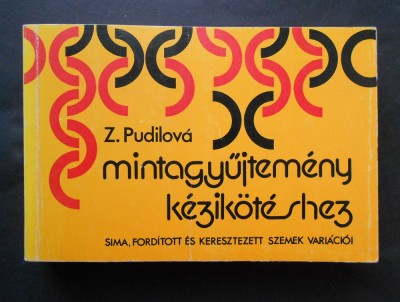 Z. Pudilová
mintagyűjtemény
kézikötéshez
SIMA, FORDÍTOTT ÉS KERESZTEZETT SZEMEK VARIÁCIÓI